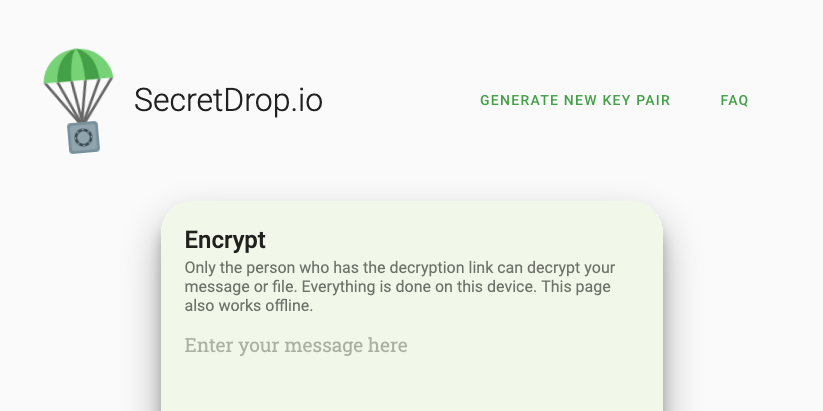 SecretDrop.io
GENERATE NEW KEY PAIR
FAQ
Encrypt
Only the person who has the decryption link can decrypt your
message or file. Everything is done on this device. This page
also works offline.
Enter your message here